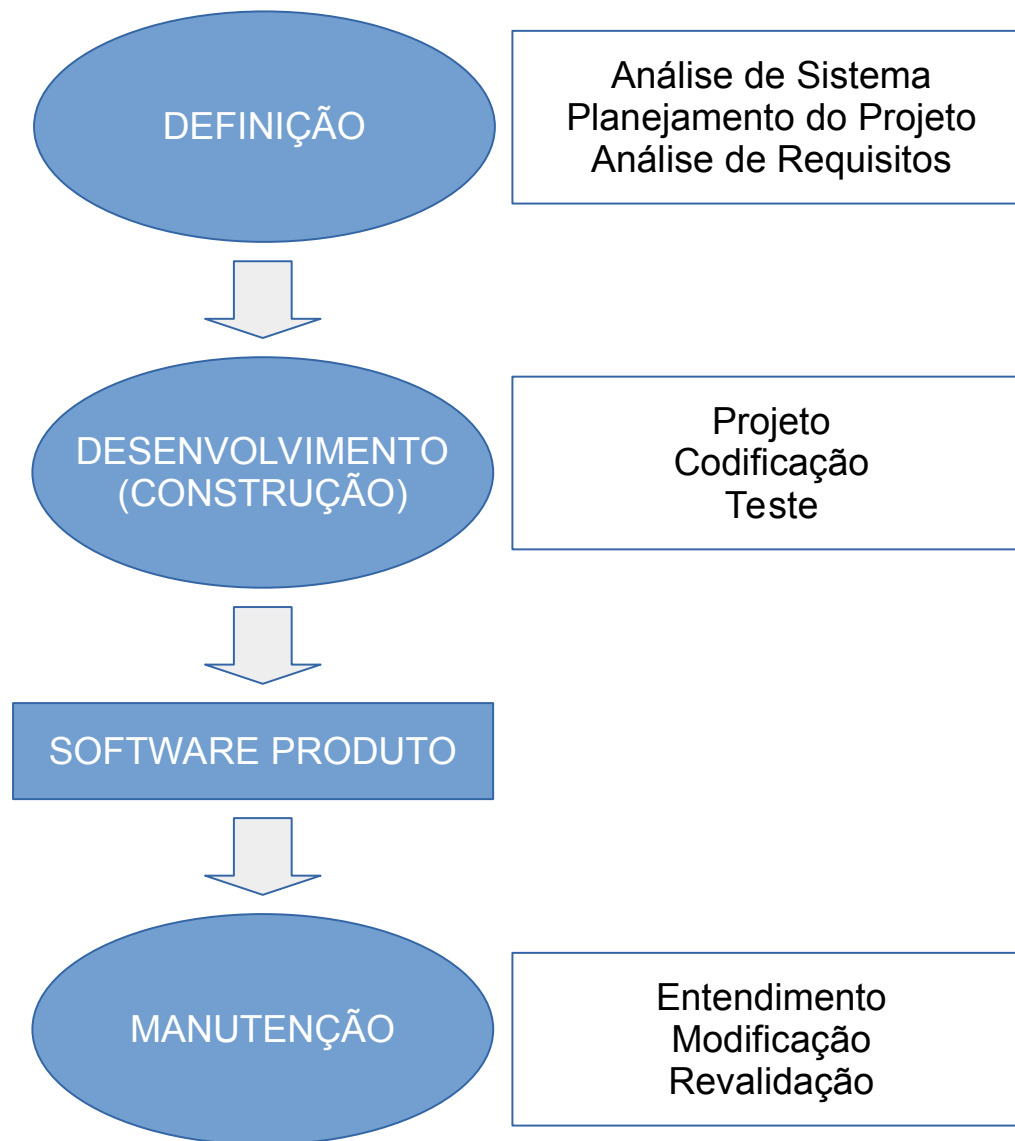 DEFINIÇÃO
Análise de Sistema
Planejamento do Projeto
Análise de Requisitos
DESENVOLVIMENTO
(CONSTRUÇÃO)
Projeto
Codificação
Teste
SOFTWARE PRODUTO
MANUTENÇÃO
Entendimento
Modificação
Revalidação